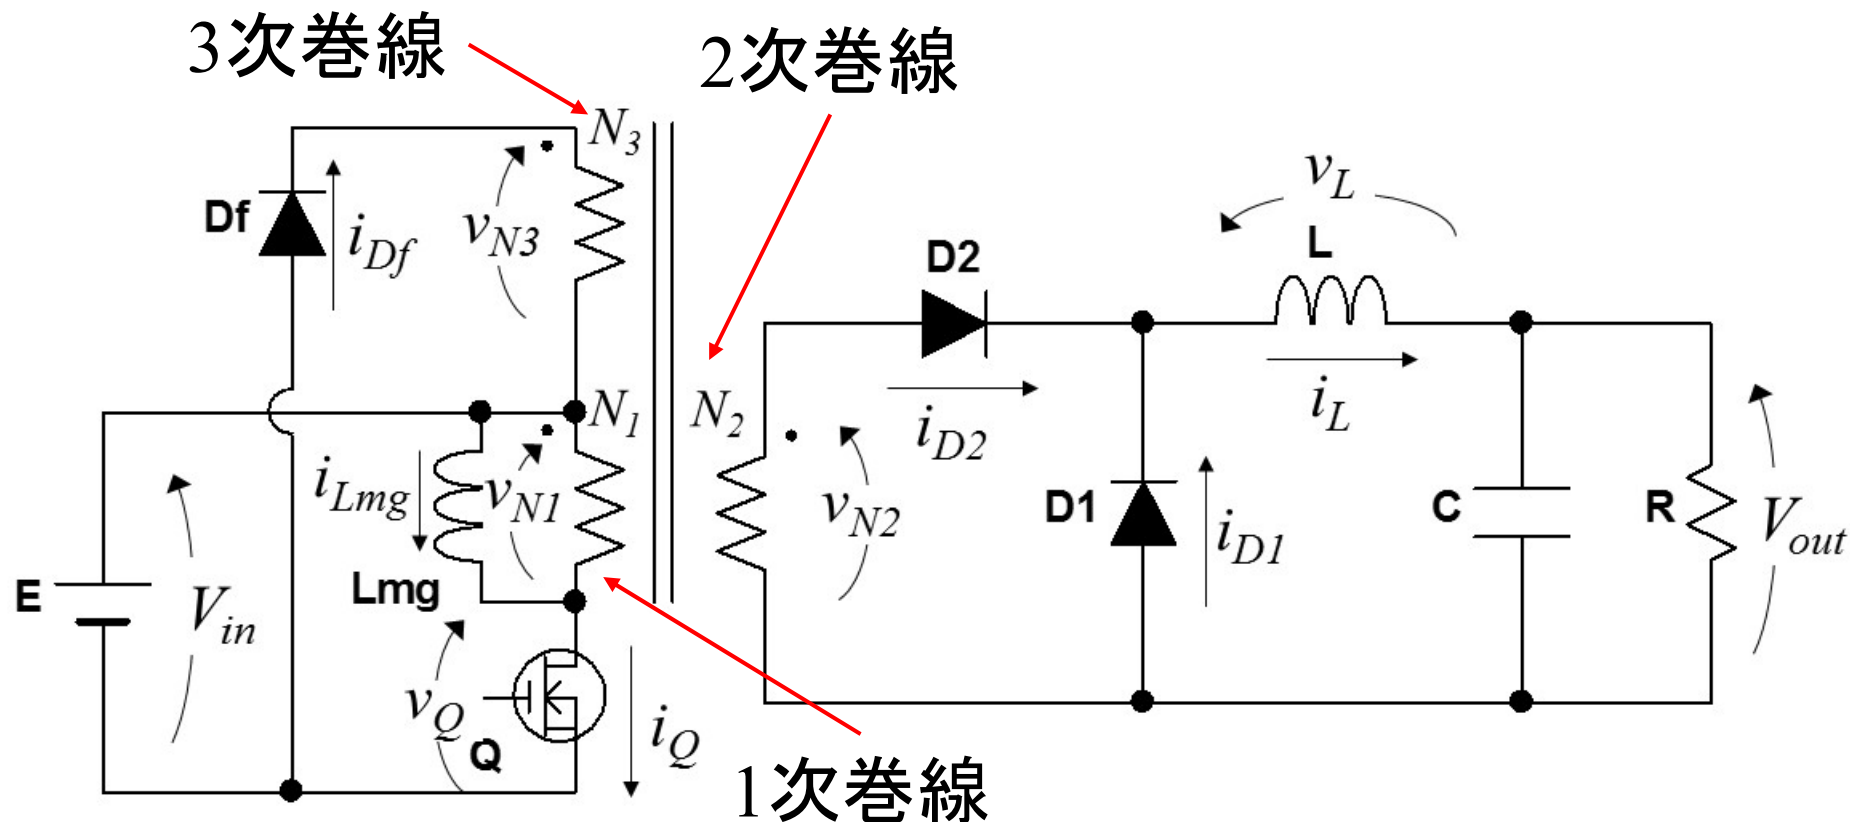 3次巻線
2次巻線
N3
Df
iDf
vN3
vL
L
D2
N1
N2
iD2
iL
iLmg
vN1
vN2
D1
iD1
C
R
Vout
E
Vin
Lmg
vQ
Q
iQ
1次巻線